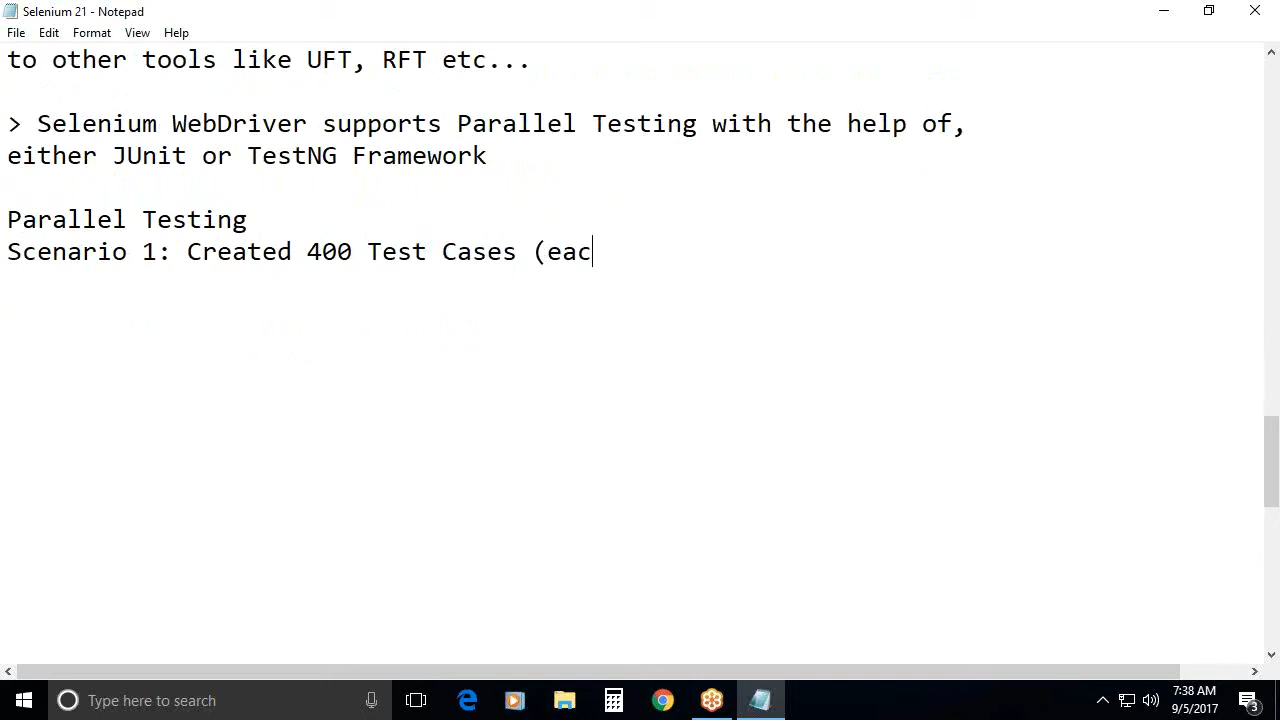 Selenium 21 - Notepad
File Edit Format View Help
to other tools like UFT, RFT etc...
> Selenium WebDriver supports Parallel Testing with the help of,
either JUnit or TestNG Framework
Parallel Testing
Scenario 1: Created 400 Test Cases (eac
Type here to search
7:38 AM
9/5/2017
3